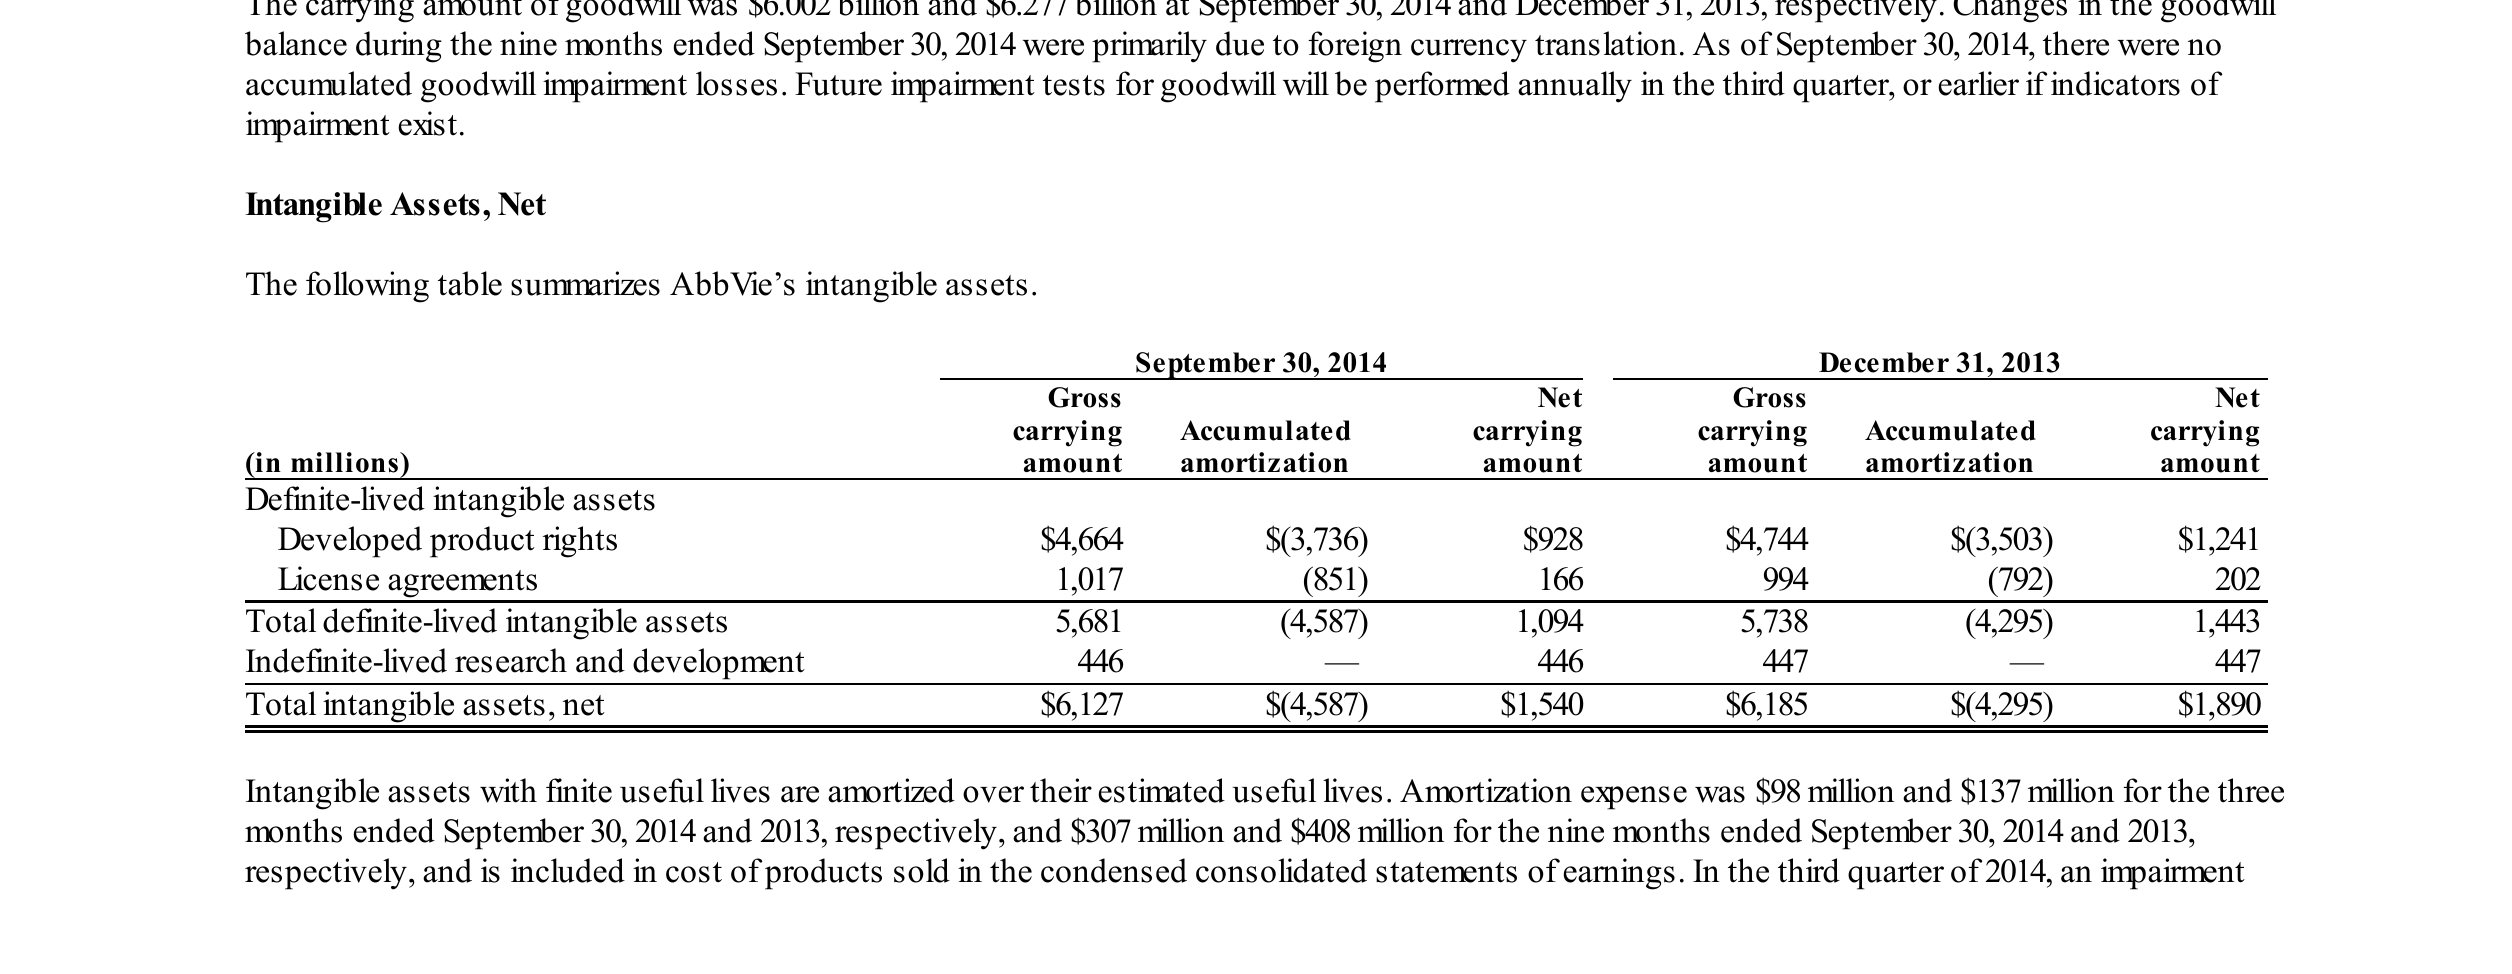 The carrying amount of goodwill was $6.002 billion and $6.277 billion at September 30, 2014 and December 31, 2013, respectively. Changes in the goodwill
balance during the nine months ended September 30, 2014 were primarily due to foreign currency translation. As of September 30, 2014, there were no
accumulated goodwill impairment losses. Future impairment tests for goodwill will be performed annually in the third quarter, or earlier if indicators of
impairment exist.
Intangible Assets, Net
The following table summarizes AbbVie’s intangible assets.
September 30, 2014 December 31, 2013
Gross Net Gross Net
carrying Accumulated carrying carrying Accumulated carrying
(in millions) amount amortization amount amount amortization amount
Definite-lived intangible assets
Developed product rights $4,664 $(3,736) $928 $4,744 $(3,503) $1,241
License agreements 1,017 (851) 166 994 (792) 202
Total definite-lived intangible assets 5,681 (4,587) 1,094 5,738 (4,295) 1,443
Indefinite-lived research and development 446 — 446 447 — 447
Total intangible assets, net $6,127 $(4,587) $1,540 $6,185 $(4,295) $1,890
Intangible assets with finite useful lives are amortized over their estimated useful lives. Amortization expense was $98 million and $137 million for the three
months ended September 30, 2014 and 2013, respectively, and $307 million and $408 million for the nine months ended September 30, 2014 and 2013,
respectively, and is included in cost of products sold in the condensed consolidated statements of earnings. In the third quarter of 2014, an impairment